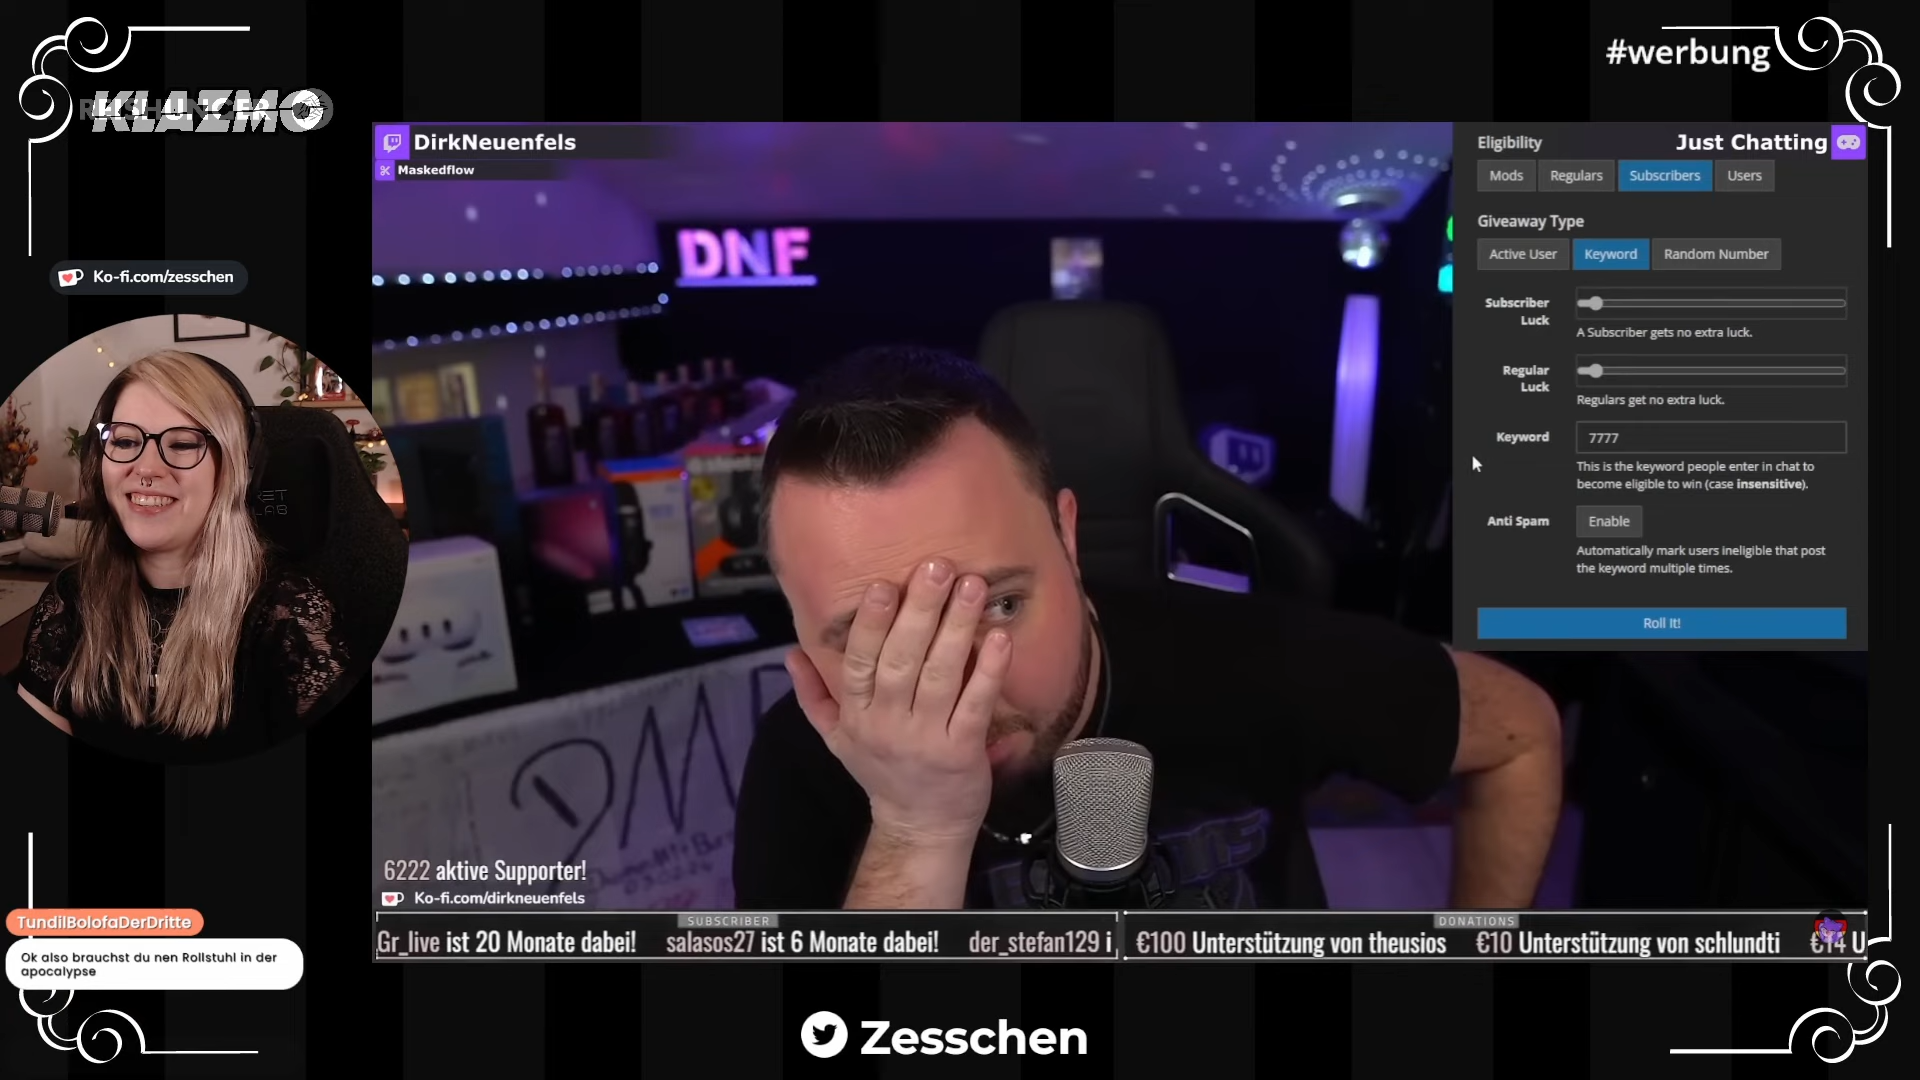 #werbung
KLAZMO
Ko-fi.com/zesschen
DirkNeuenfels
Maskedflow
DNF
Just Chatting
Eligibility
Mods Regulars Subscribers Users
Giveaway Type
Active User Keyword Random Number
Subscriber Luck
A Subscriber gets no extra luck.
Regular Luck
Regulars get no extra luck.
Keyword 7777
This is the keyword people enter in chat to
become eligible to win (case insensitive).
Anti Spam Enable
Automatically mark users ineligible that post
the keyword multiple times.
Roll It!
6222 aktive Supporter!
Ko-fi.com/dirkneuenfels
SUBSCRIBER
Gr_live ist 20 Monate dabei! salasos27 ist 6 Monate dabei! der_stefan129 i
DONATIONS
€100 Unterstützung von theusios €10 Unterstützung von schlundti €14 U
TundilBolofaDerDritte
Ok also brauchst du nen Rollstuhl in der
apocalypse
Zesschen